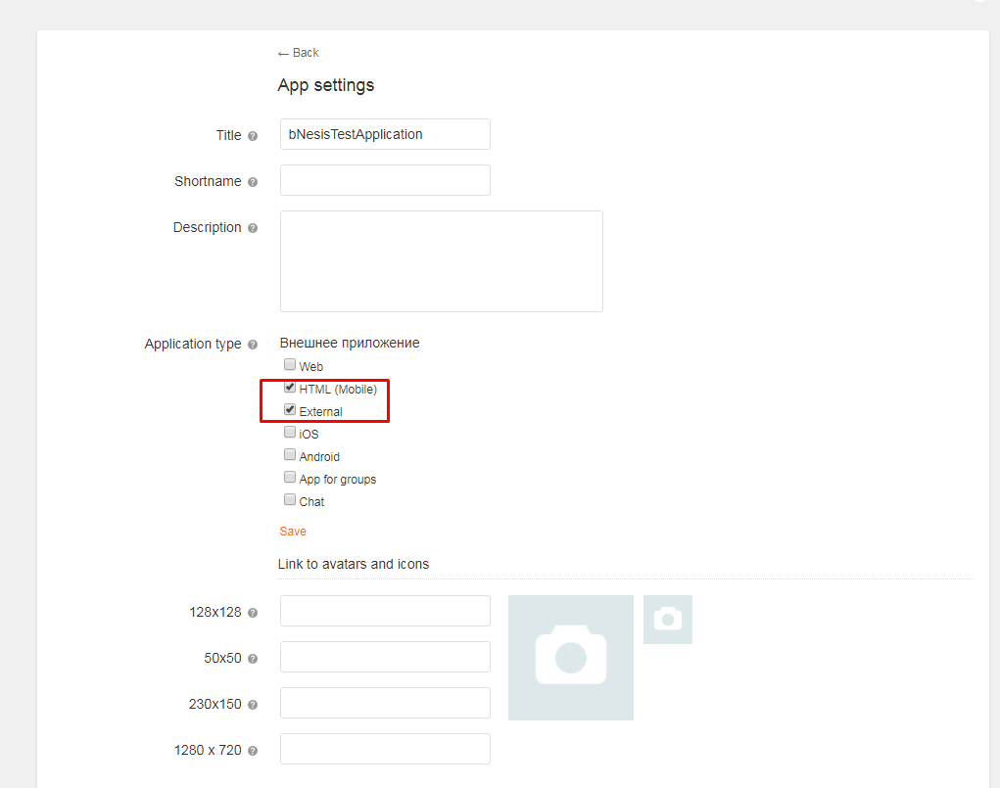 ← Back
App settings
Title ?
bNesisTestApplication
Shortname ?
Description ?
Application type ?
Внешнее приложение
Web
HTML (Mobile)
External
iOS
Android
App for groups
Chat
Save
Link to avatars and icons
128x128 ?
50x50 ?
230x150 ?
1280 x 720 ?